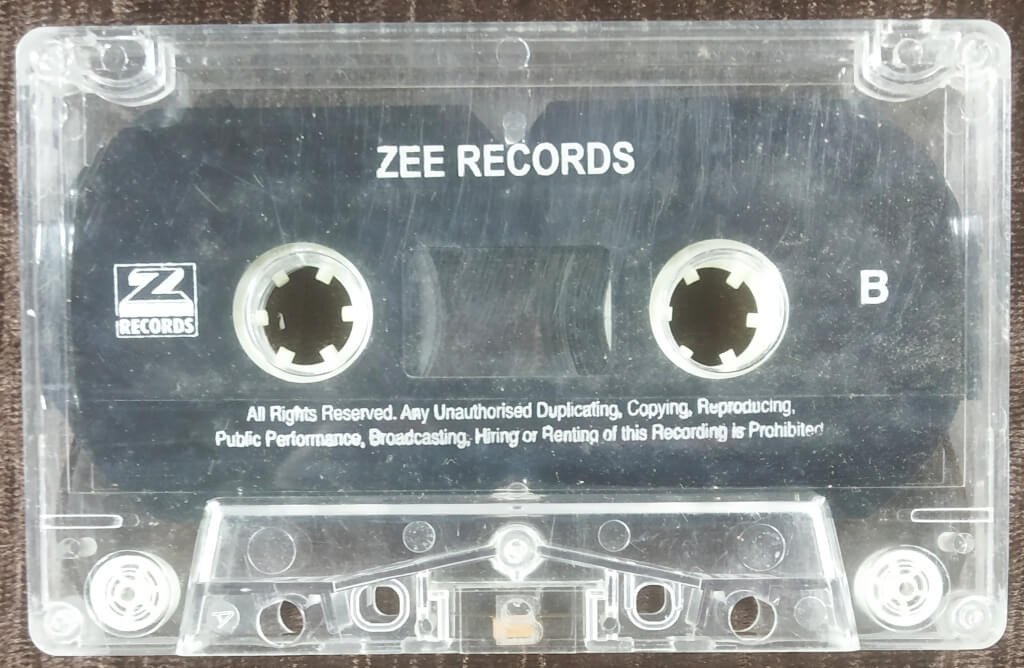 ZEE RECORDS
Z
RECORDS
B
All Rights Reserved. Any Unauthorised Duplicating, Copying, Reproducing,
Public Performance, Broadcasting, Hiring or Renting of this Recording is Prohibited
A